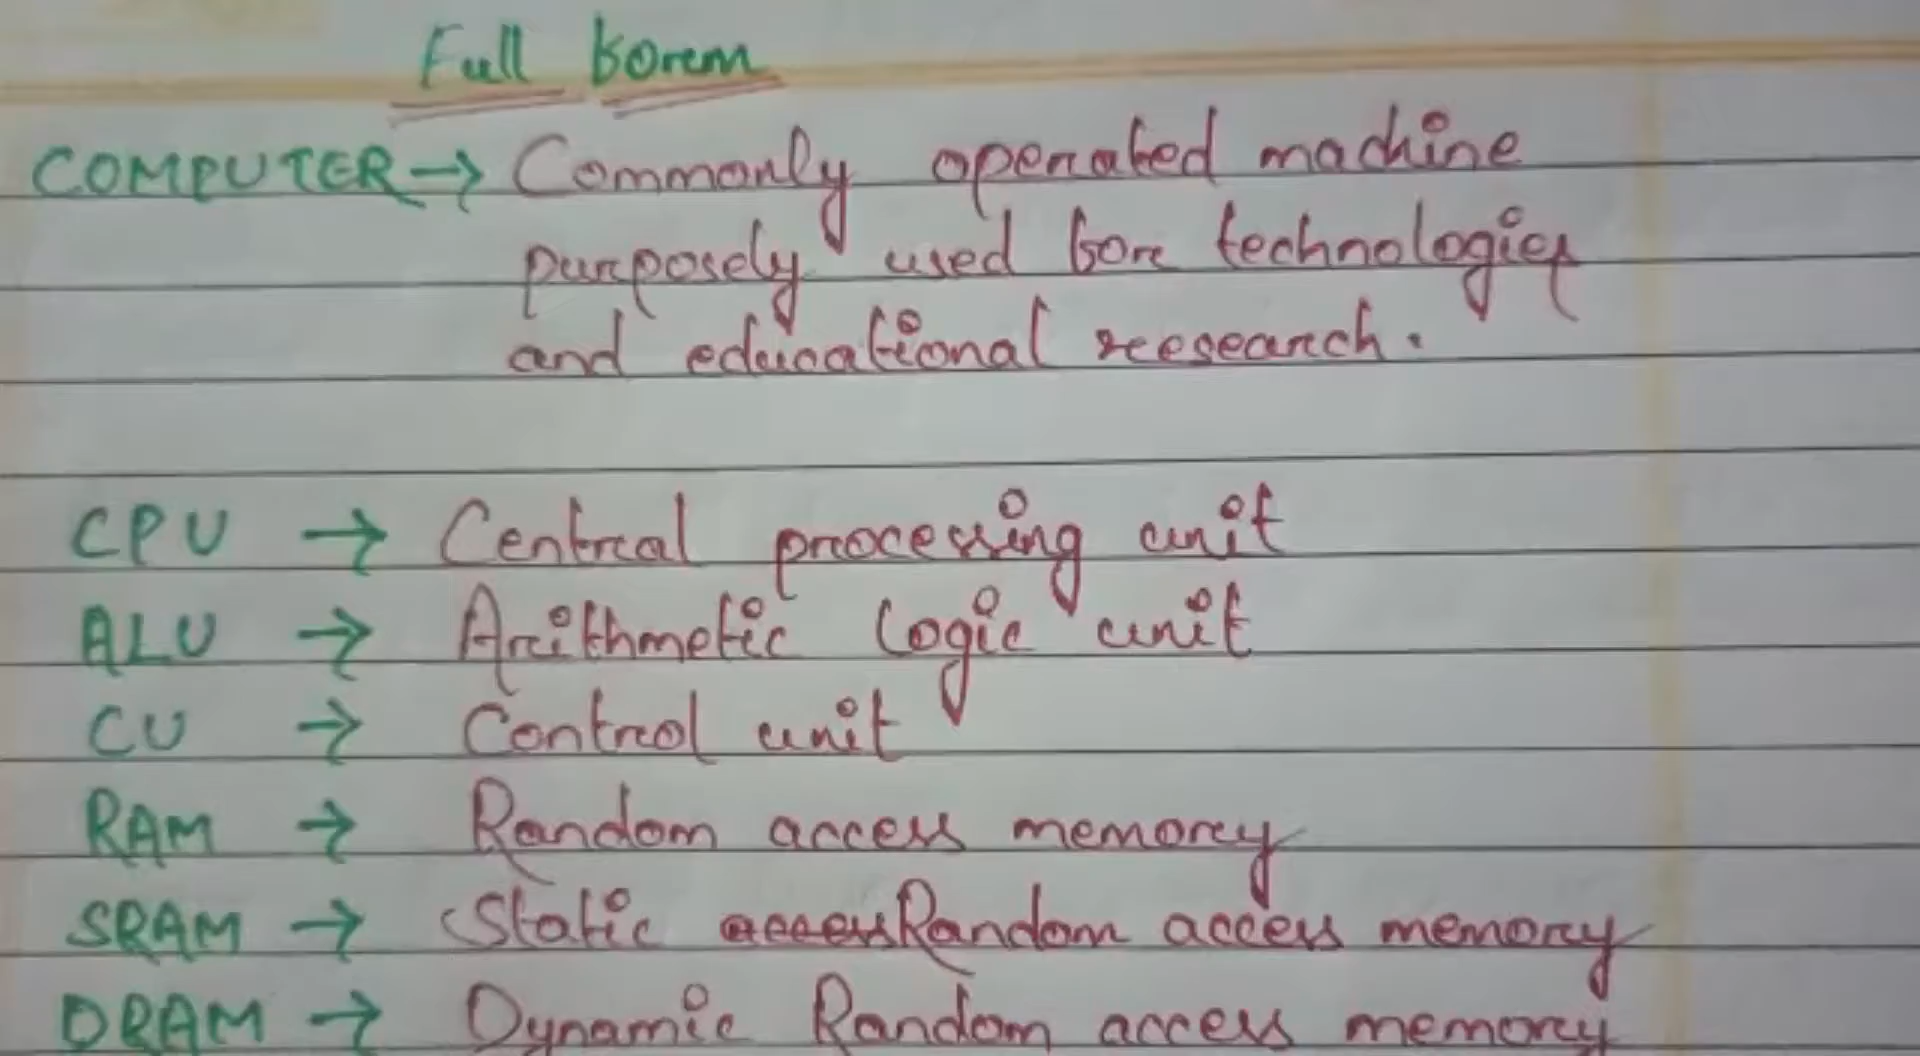 Full form
COMPUTER → Commonly operated machine
purposely used for technologies
and educational research.
CPU → Central processing unit
ALU → Arithmetic logic unit
CU → Control unit
RAM → Random access memory
SRAM → Static access Random access memory
DRAM → Dynamic Random access memory